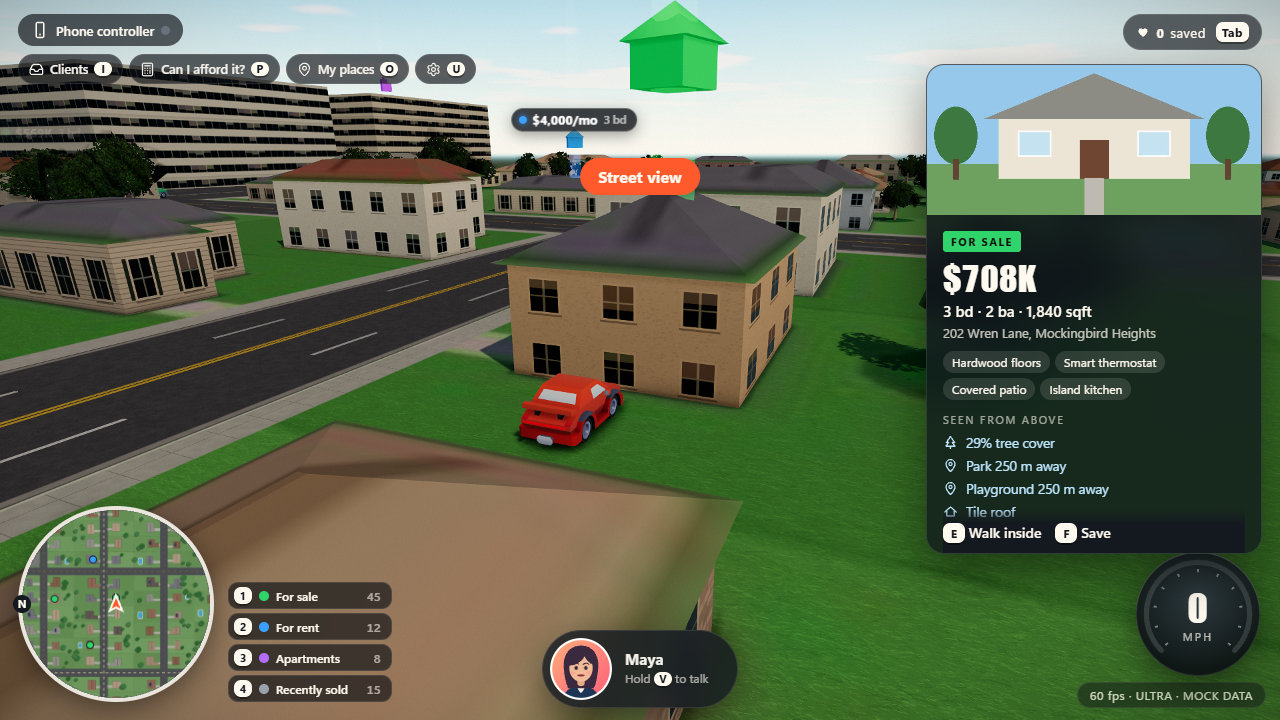 Phone controller
Clients I
Can I afford it? P
My places O
U
0 saved Tab
$4,000/mo 3 bd
Street view
FOR SALE
$708K
3 bd · 2 ba · 1,840 sqft
202 Wren Lane, Mockingbird Heights
Hardwood floors
Smart thermostat
Covered patio
Island kitchen
SEEN FROM ABOVE
29% tree cover
Park 250 m away
Playground 250 m away
Tile roof
E Walk inside
F Save
N
1 For sale 45
2 For rent 12
3 Apartments 8
4 Recently sold 15
Maya
Hold V to talk
0
MPH
60 fps · ULTRA · MOCK DATA